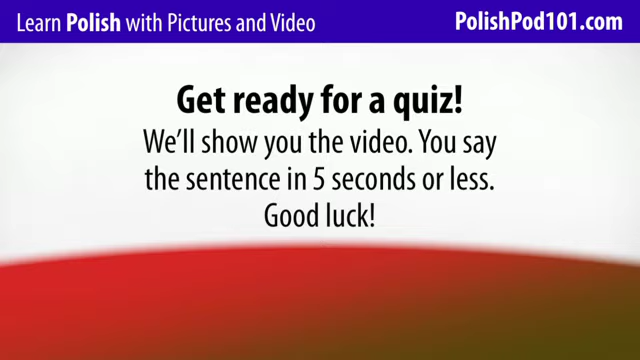 Learn Polish with Pictures and Video
PolishPod101.com
Get ready for a quiz!
We'll show you the video. You say
the sentence in 5 seconds or less.
Good luck!